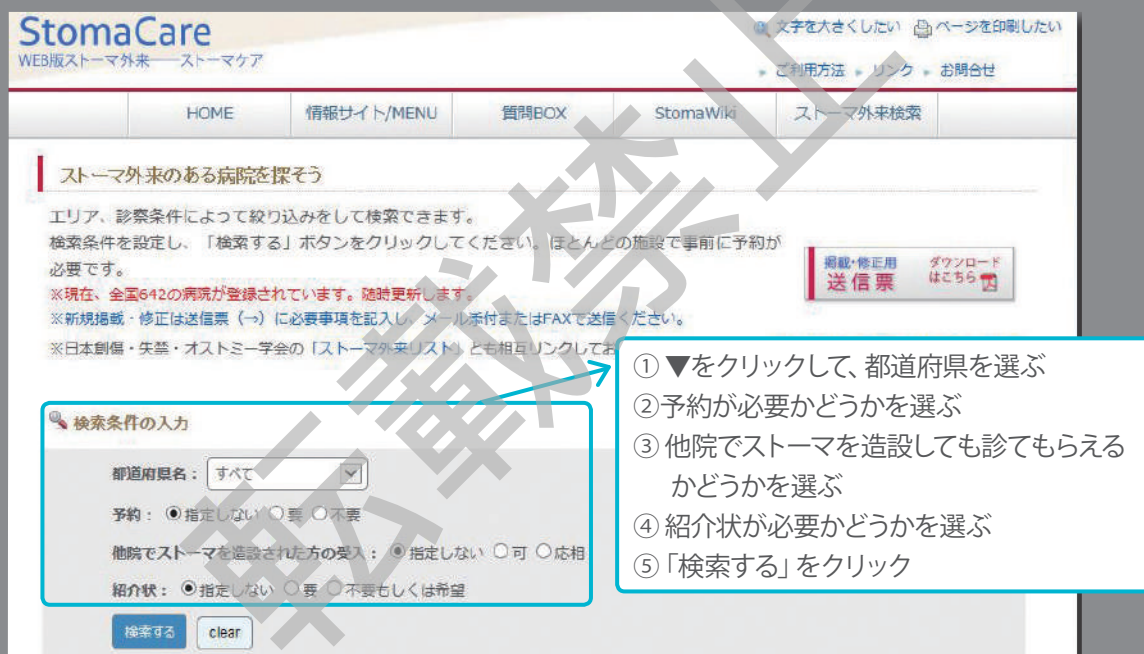 StomaCare
WEB版ストーマ外来――ストーマケア
文字を大きくしたい ページを印刷したい
ご利用方法 リンク お問合せ
HOME 情報サイト/MENU 質問BOX StomaWiki ストーマ外来検索
ストーマ外来のある病院を探そう
エリア、診察条件によって絞り込みをして検索できます。
検索条件を設定し、「検索する」ボタンをクリックしてください。ほとんどの施設で事前に予約が
必要です。
※現在、全国642の病院が登録されています。随時更新します。
※新規掲載・修正は送信票（→）に必要事項を記入し、メール添付またはFAXで送信ください。
※日本創傷・失禁・オストミー学会の「ストーマ外来リスト」とも相互リンクしてお
掲載・修正用 ダウンロード
送信票 はこちら
検索条件の入力
都道府県名： すべて
予約： 指定しない 要 不要
他院でストーマを造設された方の受入： 指定しない 可 応相
紹介状： 指定しない 要 不要もしくは希望
検索する clear
① ▼をクリックして、都道府県を選ぶ
②予約が必要かどうかを選ぶ
③ 他院でストーマを造設しても診てもらえる
かどうかを選ぶ
④ 紹介状が必要かどうかを選ぶ
⑤「検索する」をクリック
転載禁止